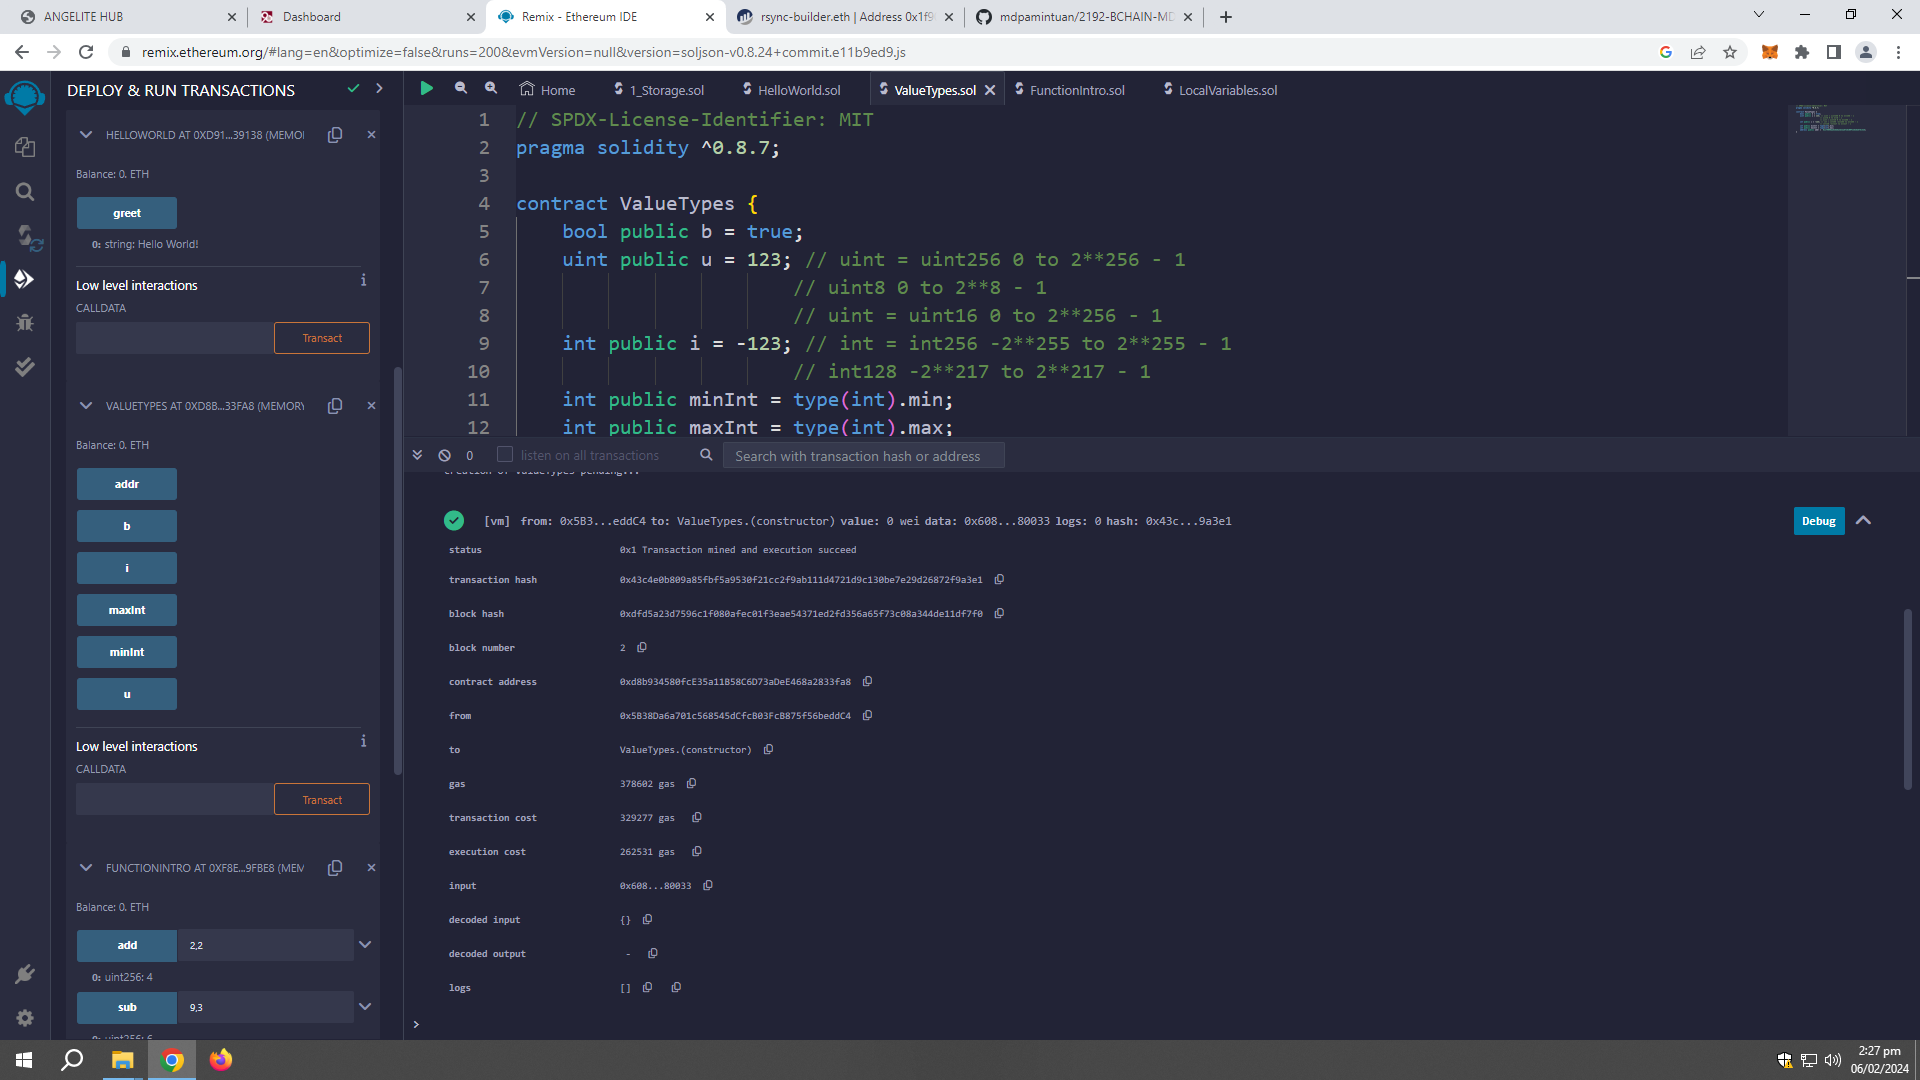 ANGELITE HUB
Dashboard
Remix - Ethereum IDE
rsync-builder.eth | Address 0x1f9
mdpamintuan/2192-BCHAIN-MD
remix.ethereum.org/#lang=en&optimize=false&runs=200&evmVersion=null&version=soljson-v0.8.24+commit.e11b9ed9.js
DEPLOY & RUN TRANSACTIONS
HELLOWORLD AT 0XD91...39138 (MEMO
Balance: 0. ETH
greet
0: string: Hello World!
Low level interactions
i
CALLDATA
Transact
VALUETYPES AT 0XD8B...33FA8 (MEMORY
Balance: 0. ETH
addr
b
i
maxInt
minInt
u
Low level interactions
i
CALLDATA
Transact
FUNCTIONINTRO AT 0XF8E...9FBE8 (MEM
Balance: 0. ETH
add 2,2
0: uint256: 4
sub 9,3
0: uint256: 6
Home
1_Storage.sol
HelloWorld.sol
ValueTypes.sol
FunctionIntro.sol
LocalVariables.sol
1 // SPDX-License-Identifier: MIT
2 pragma solidity ^0.8.7;
3
4 contract ValueTypes {
5 bool public b = true;
6 uint public u = 123; // uint = uint256 0 to 2**256 - 1
7 // uint8 0 to 2**8 - 1
8 // uint = uint16 0 to 2**256 - 1
9 int public i = -123; // int = int256 -2**255 to 2**255 - 1
10 // int128 -2**217 to 2**217 - 1
11 int public minInt = type(int).min;
12 int public maxInt = type(int).max;
0 listen on all transactions Search with transaction hash or address
creation of ValueTypes pending...
[vm] from: 0x5B3...eddC4 to: ValueTypes.(constructor) value: 0 wei data: 0x608...80033 logs: 0 hash: 0x43c...9a3e1
Debug
status 0x1 Transaction mined and execution succeed
transaction hash 0x43c4e0b809a85fbf5a9530f21cc2f9ab111d4721d9c130be7e29d26872f9a3e1
block hash 0xdfd5a23d7596c1f080afec01f3eae54371ed2fd356a65f73c08a344de11df7f0
block number 2
contract address 0xd8b934580fcE35a11B58C6D73aDeE468a2833fa8
from 0x5B38Da6a701c568545dCfcB03FcB875f56beddC4
to ValueTypes.(constructor)
gas 378602 gas
transaction cost 329277 gas
execution cost 262531 gas
input 0x608...80033
decoded input {}
decoded output -
logs []
>
2:27 pm
06/02/2024